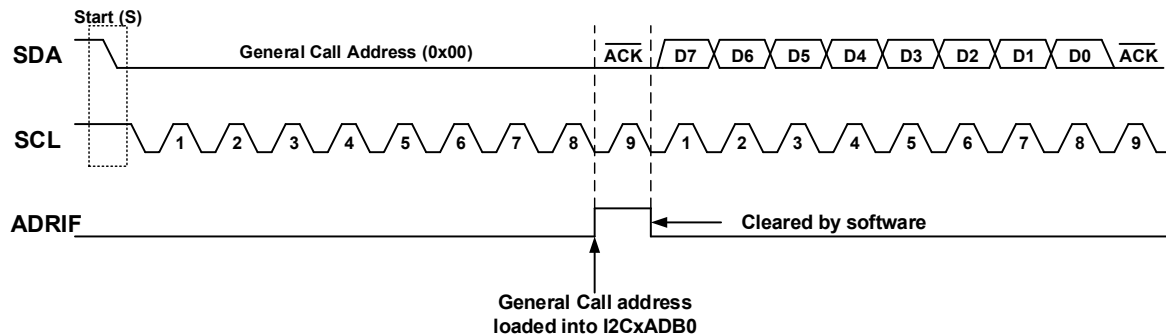 Start (S)
SDA General Call Address (0x00) ACK D7 D6 D5 D4 D3 D2 D1 D0 ACK
SCL 1 2 3 4 5 6 7 8 9 1 2 3 4 5 6 7 8 9
ADRIF Cleared by software
General Call address
loaded into I2CxADB0